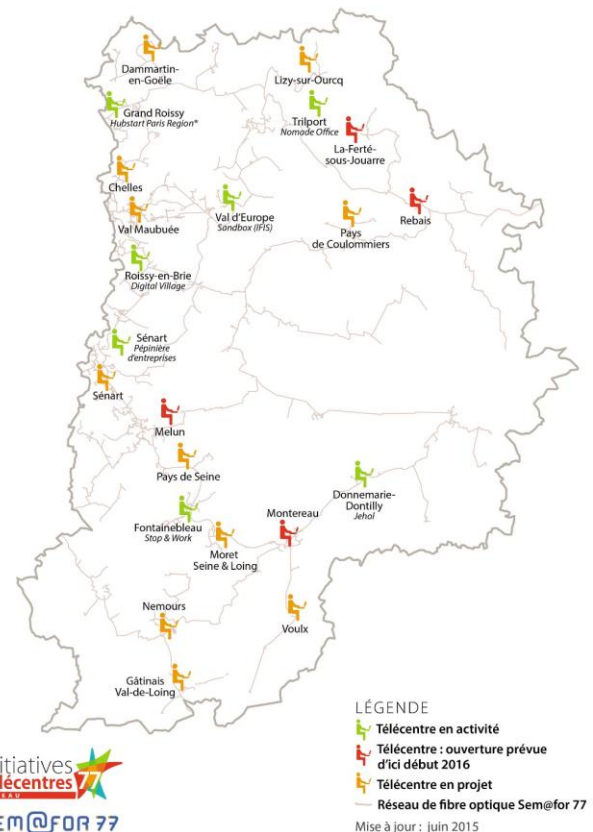 Dammartin-
en-Goële
Lizy-sur-Ourcq
Grand Roissy
Hubstart Paris Region*
Trilport
Nomade Office
La-Ferté-
sous-Jouarre
Chelles
Val Maubuée
Val d'Europe
Sandbox (IFIS)
Pays
de Coulommiers
Rebais
Roissy-en-Brie
Digital Village
Sénart
Pépinière
d'entreprises
Sénart
Melun
Pays de Seine
Donnemarie-
Dontilly
Jehol
Fontainebleau
Stop & Work
Montereau
Moret
Seine & Loing
Nemours
Voulx
Gâtinais
Val-de-Loing
LÉGENDE
Télécentre en activité
Télécentre : ouverture prévue
d'ici début 2016
Télécentre en projet
Réseau de fibre optique Sem@for 77
Mise à jour : juin 2015
itiatives
lécentres 77
EAU
EM@FOR 77